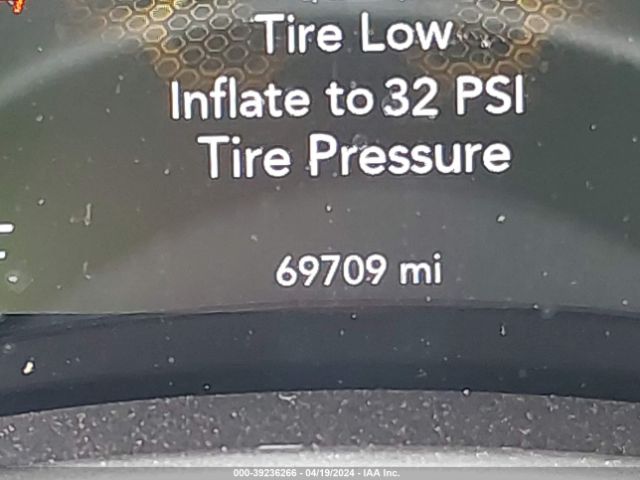 Tire Low
Inflate to 32 PSI
Tire Pressure
69709 mi
000-39236266 - 04/19/2024 - IAA Inc.